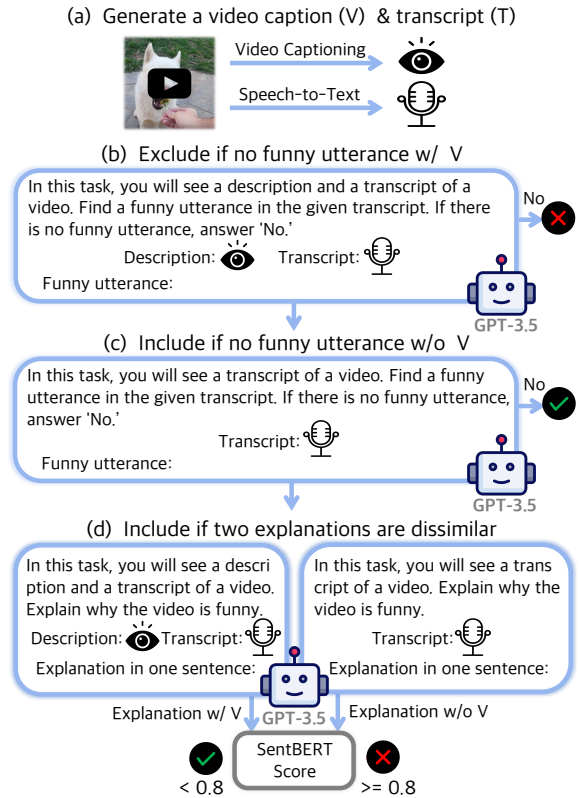 (a) Generate a video caption (V) & transcript (T)
Video Captioning
Speech-to-Text
(b) Exclude if no funny utterance w/ V
In this task, you will see a description and a transcript of a
video. Find a funny utterance in the given transcript. If there
is no funny utterance, answer ‘No.’
Description: Transcript:
Funny utterance:
No
GPT-3.5
(c) Include if no funny utterance w/o V
In this task, you will see a transcript of a video. Find a funny
utterance in the given transcript. If there is no funny utterance,
answer ‘No.’
Transcript:
Funny utterance:
No
GPT-3.5
(d) Include if two explanations are dissimilar
In this task, you will see a descri
ption and a transcript of a video.
Explain why the video is funny.
Description: Transcript:
Explanation in one sentence:
In this task, you will see a trans
cript of a video. Explain why the
video is funny.
Transcript:
Explanation in one sentence:
GPT-3.5
Explanation w/ V
Explanation w/o V
SentBERT
Score
< 0.8
>= 0.8